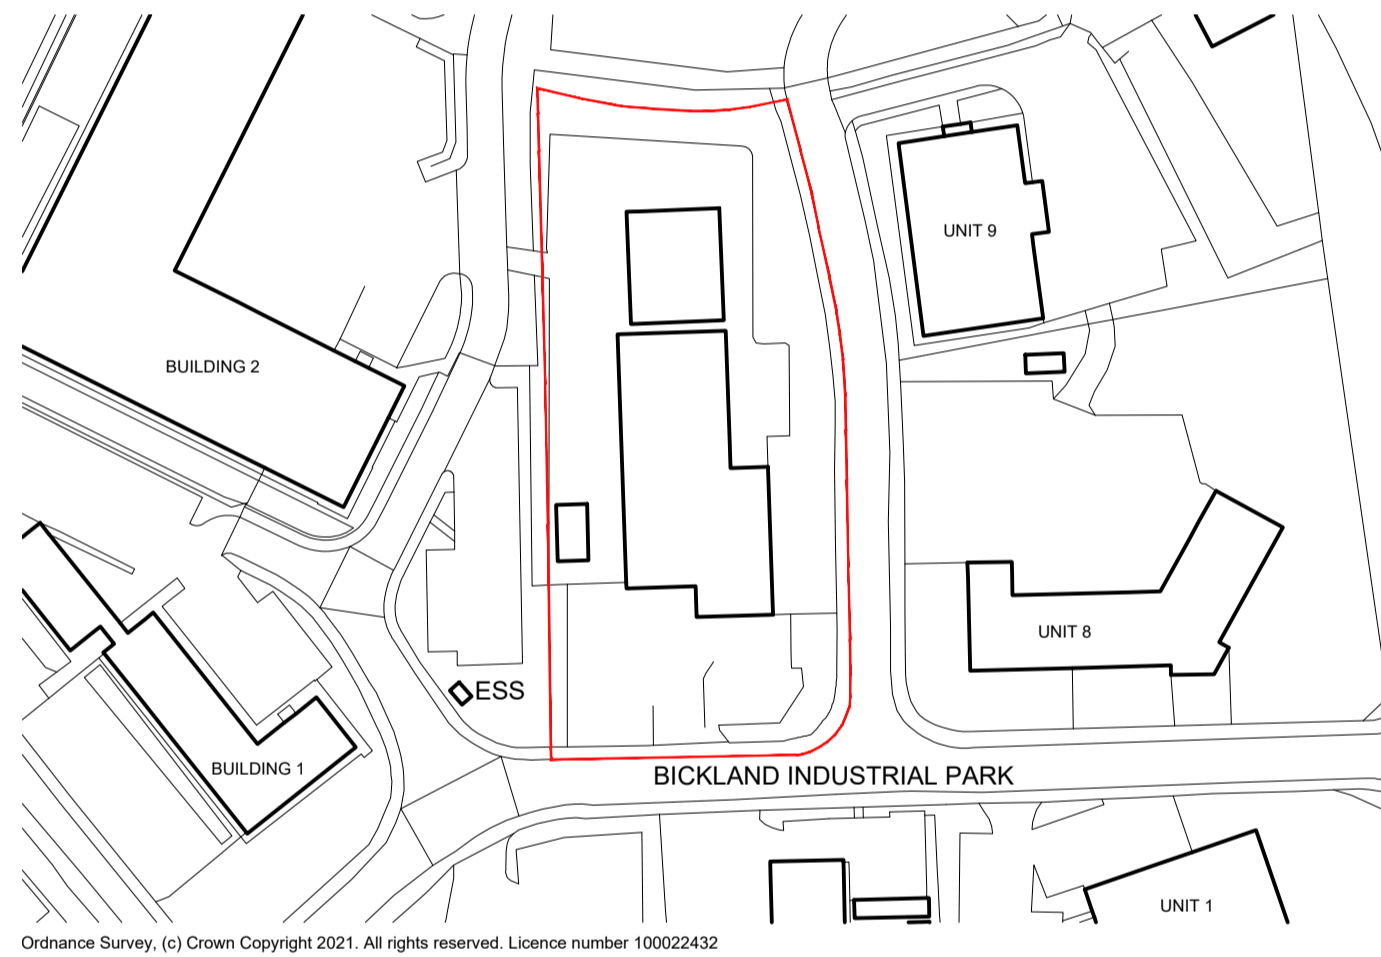 UNIT 9
BUILDING 2
UNIT 8
ESS
BUILDING 1
BICKLAND INDUSTRIAL PARK
UNIT 1
Ordnance Survey, (c) Crown Copyright 2021. All rights reserved. Licence number 100022432